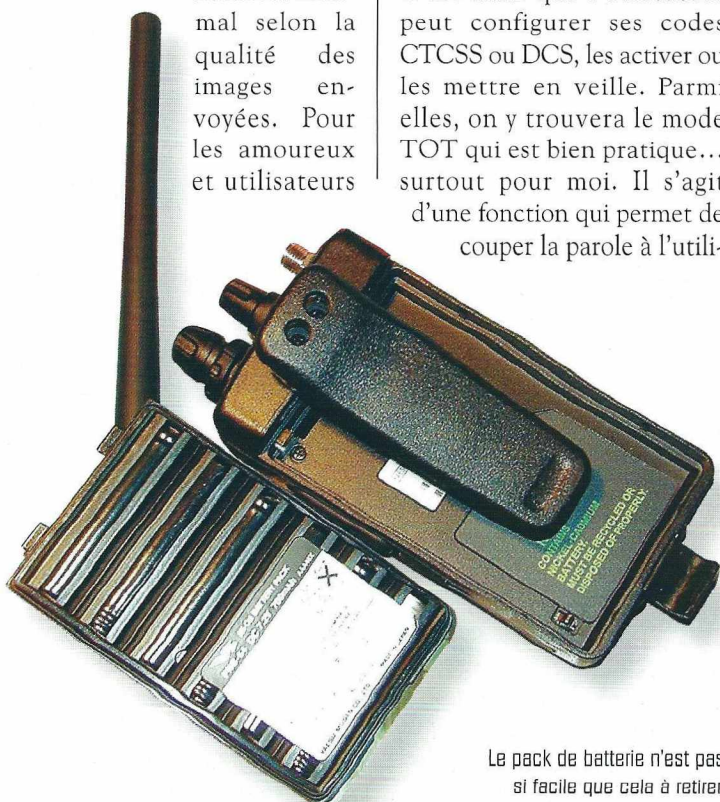 mal selon la
qualité des
images en-
voyées. Pour
les amoureux
et utilisateurs
peut configurer ses codes
CTCSS ou DCS, les activer ou
les mettre en veille. Parmi
elles, on y trouvera le mode
TOT qui est bien pratique...
surtout pour moi. Il s'agit
d'une fonction qui permet de
couper la parole à l'utili-
CONTAINS
NICKEL-CADMIUM
BATTERY.
MUST BE RECYCLED OR
DISPOSED OF PROPERLY.
Le pack de batterie n'est pas
si facile que cela à retirer